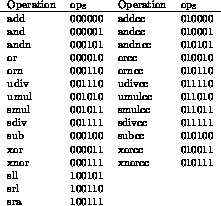 Operation op3 Operation op3
add 000000 addcc 010000
and 000001 andcc 010001
andn 000101 andncc 010101
or 000010 orcc 010010
orn 000110 orncc 010110
udiv 001110 udivcc 011110
umul 001010 umulcc 011010
smul 001011 smulcc 011011
sdiv 001111 sdivcc 011111
sub 000100 subcc 010100
xor 000011 xorcc 010011
xnor 000111 xnorcc 010111
sll 100101
srl 100110
sra 100111